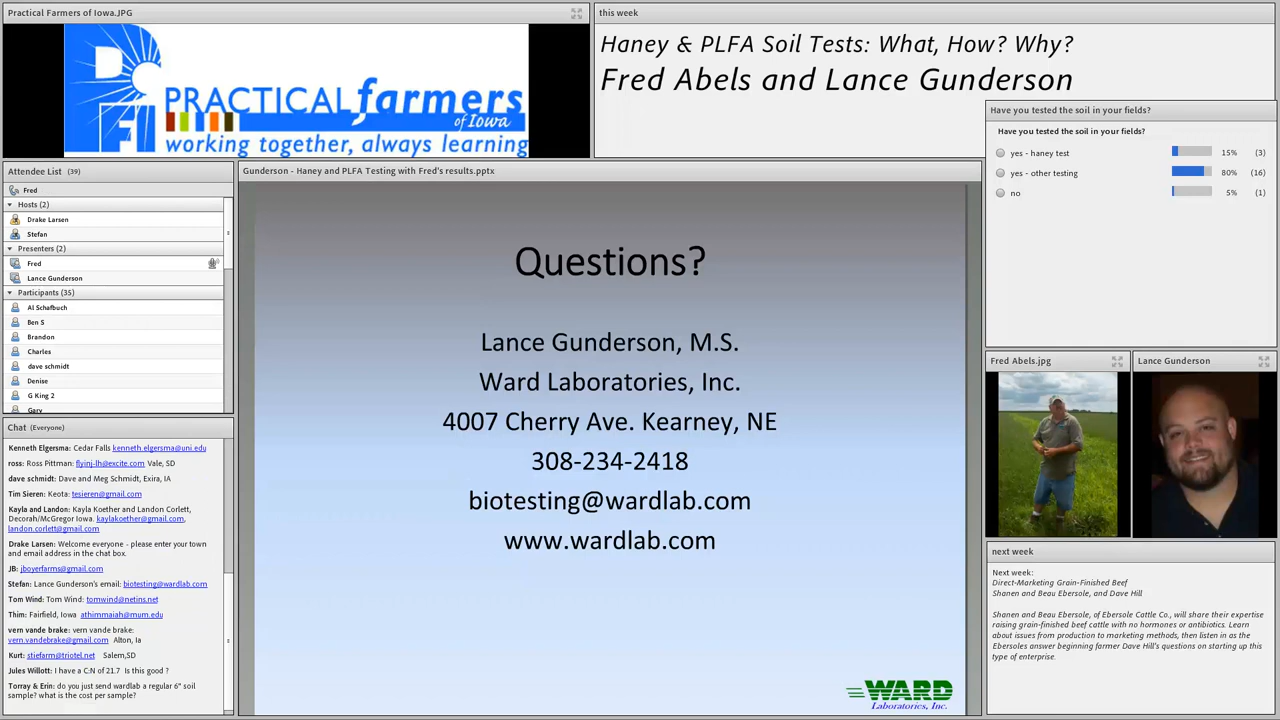 Practical Farmers of Iowa.JPG
PRACTICAL farmers
of Iowa
working together, always learning
this week
Haney & PLFA Soil Tests: What, How? Why?
Fred Abels and Lance Gunderson
Have you tested the soil in your fields?
Have you tested the soil in your fields?
yes - haney test 15% (3)
yes - other testing 80% (16)
no 5% (1)
Attendee List (39)
Fred
Hosts (2)
Drake Larsen
Stefan
Presenters (2)
Fred
Lance Gunderson
Participants (35)
Al Schafbuch
Ben S
Brandon
Charles
dave schmidt
Denise
G King 2
Gary
Gunderson - Haney and PLFA Testing with Fred's results.pptx
Questions?
Lance Gunderson, M.S.
Ward Laboratories, Inc.
4007 Cherry Ave. Kearney, NE
308-234-2418
biotesting@wardlab.com
www.wardlab.com
WARD
Laboratories, Inc.
Chat (Everyone)
Kenneth Elgersma: Cedar Falls kenneth.elgersma@uni.edu
ross: Ross Pittman: flyinj-lh@excite.com Vale, SD
dave schmidt: Dave and Meg Schmidt, Exira, IA
Tim Sieren: Keota: tesieren@gmail.com
Kayla and Landon: Kayla Koether and Landon Corlett,
Decorah/McGregor Iowa. kaylakoether@gmail.com,
landon.corlett@gmail.com
Drake Larsen: Welcome everyone - please enter your town
and email address in the chat box.
JB: jboyerfarms@gmail.com
Stefan: Lance Gunderson's email: biotesting@wardlab.com
Tom Wind: Tom Wind: tomwind@netins.net
Thim: Fairfield, Iowa athimmaiah@mum.edu
vern vande brake: vern vande brake:
vern.vandebrake@gmail.com Alton, Ia
Kurt: stiefarm@triotel.net Salem,SD
Jules Willott: I have a C:N of 21.7 Is this good ?
Torray & Erin: do you just send wardlab a regular 6" soil
sample? what is the cost per sample?
Fred Abels.jpg
Lance Gunderson
next week
Next week:
Direct-Marketing Grain-Finished Beef
Shanen and Beau Ebersole, and Dave Hill
Shanen and Beau Ebersole, of Ebersole Cattle Co., will share their expertise
raising grain-finished beef cattle with no hormones or antibiotics. Learn
about issues from production to marketing methods, then listen in as the
Ebersoles answer beginning farmer Dave Hill's questions on starting up this
type of enterprise.